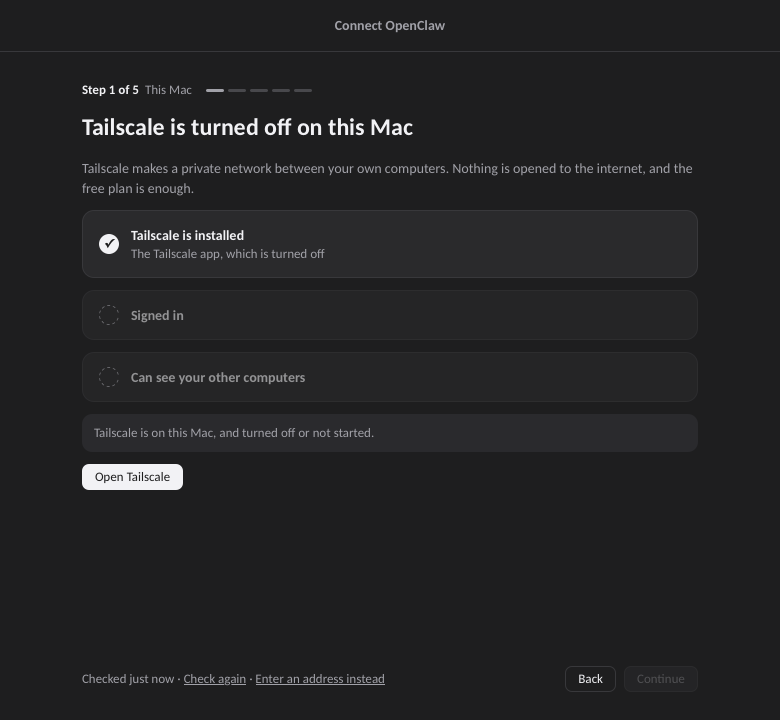 Connect OpenClaw
Step 1 of 5 This Mac
Tailscale is turned off on this Mac
Tailscale makes a private network between your own computers. Nothing is opened to the internet, and the
free plan is enough.
Tailscale is installed
The Tailscale app, which is turned off
Signed in
Can see your other computers
Tailscale is on this Mac, and turned off or not started.
Open Tailscale
Checked just now · Check again · Enter an address instead
Back
Continue